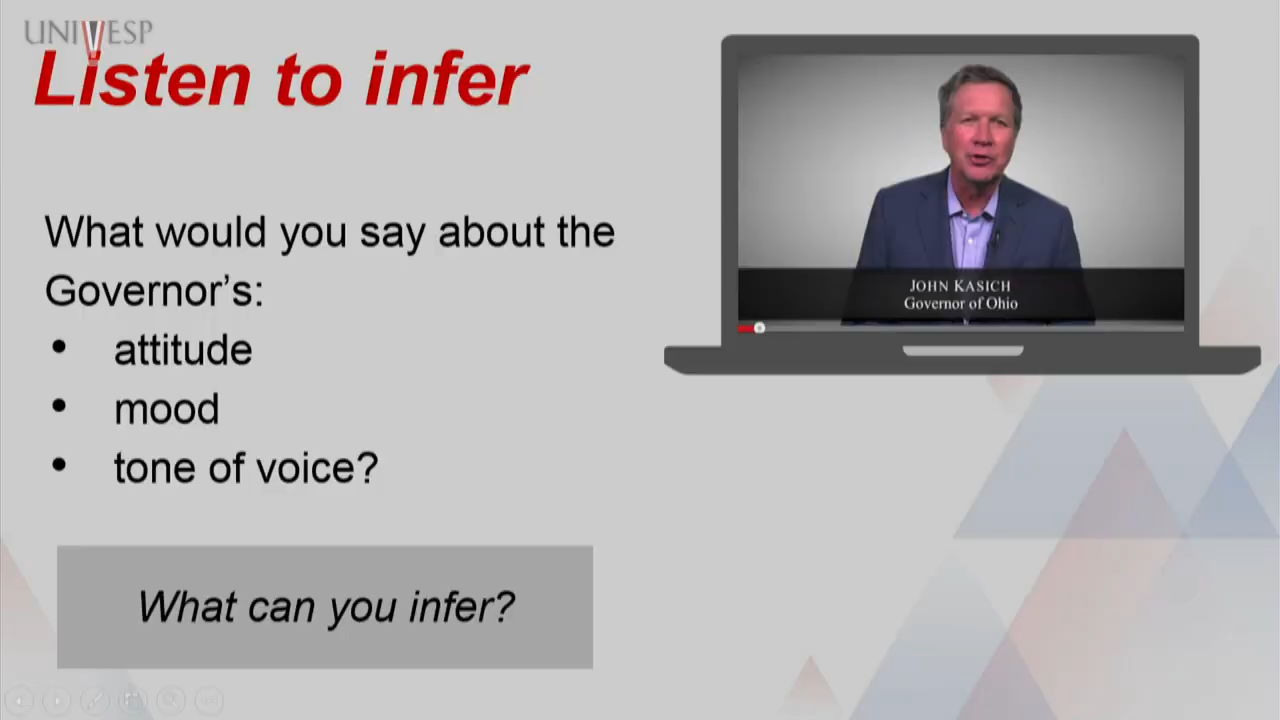 UNIVESP
Listen to infer
What would you say about the
Governor's:
• attitude
• mood
• tone of voice?
What can you infer?
JOHN KASICH
Governor of Ohio